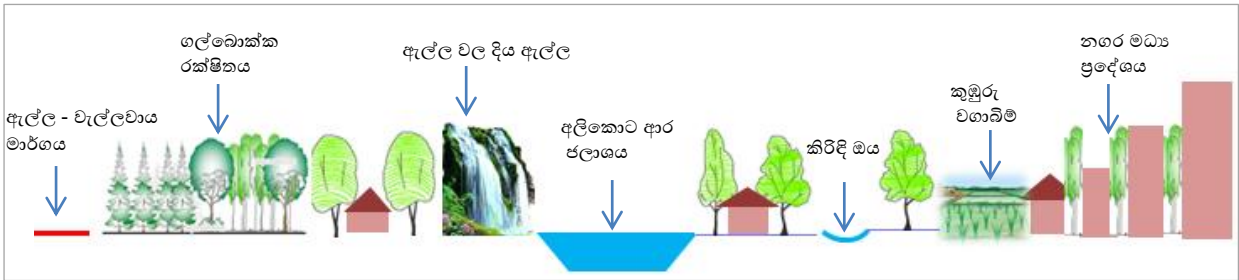 ඇල්ල - වැල්ලවාය
මාර්ගය
ගල්බොක්ක
රක්ෂිතය
ඇල්ල වල දිය ඇල්ල
අලිකොට ආර
ජලාශය
කිරිඳි ඔය
කුඹුරු
වගාබිම්
නගර මධ්‍ය
ප්‍රදේශය